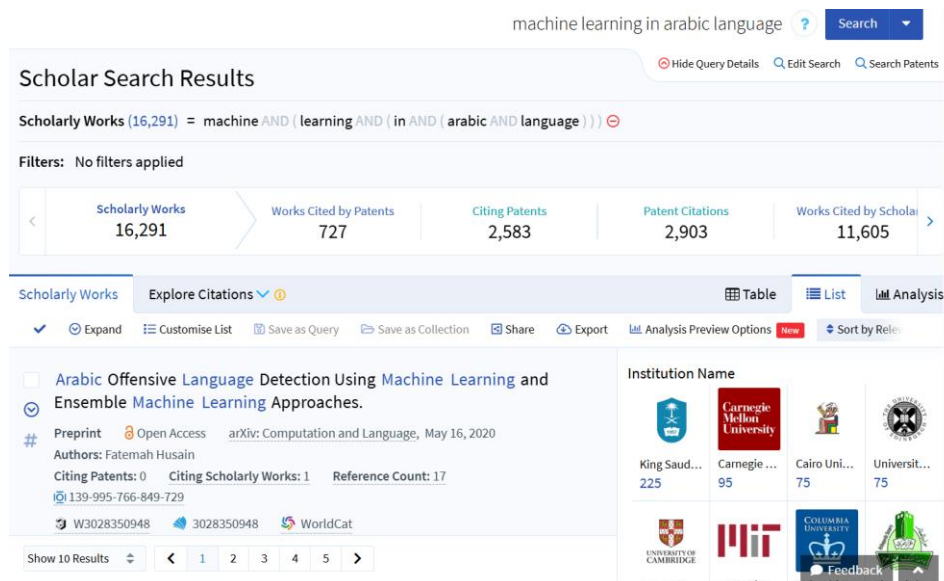 machine learning in arabic language ? Search
Hide Query Details Edit Search Search Patents
Scholar Search Results
Scholarly Works (16,291) = machine AND ( learning AND ( in AND ( arabic AND language ) ) )
Filters: No filters applied
Scholarly Works Works Cited by Patents Citing Patents Patent Citations Works Cited by Schola
16,291 727 2,583 2,903 11,605
Scholarly Works Explore Citations Table List Analysis
Expand Customise List Save as Query Save as Collection Share Export Analysis Preview Options New Sort by Rele
Arabic Offensive Language Detection Using Machine Learning and
Ensemble Machine Learning Approaches.
# Preprint Open Access arXiv: Computation and Language, May 16, 2020
Authors: Fatemah Husain
Citing Patents: 0 Citing Scholarly Works: 1 Reference Count: 17
139-995-766-849-729
W3028350948 3028350948 WorldCat
Show 10 Results 1 2 3 4 5
Institution Name
Carnegie
Mellon
University
King Saud... Carnegie ... Cairo Uni... Universit...
225 95 75 75
UNIVERSITY OF
CAMBRIDGE
COLUMBIA
UNIVERSITY
Feedback